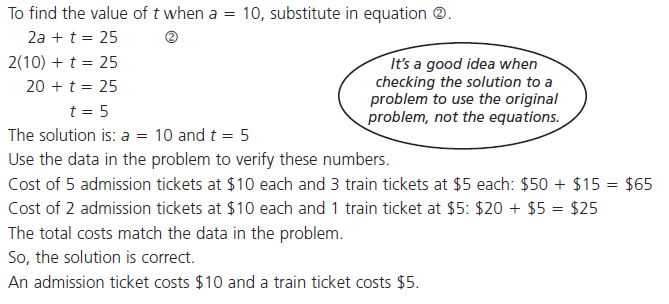 To find the value of t when a = 10, substitute in equation ②.
2a + t = 25 ②
2(10) + t = 25
20 + t = 25
t = 5
It's a good idea when
checking the solution to a
problem to use the original
problem, not the equations.
The solution is: a = 10 and t = 5
Use the data in the problem to verify these numbers.
Cost of 5 admission tickets at $10 each and 3 train tickets at $5 each: $50 + $15 = $65
Cost of 2 admission tickets at $10 each and 1 train ticket at $5: $20 + $5 = $25
The total costs match the data in the problem.
So, the solution is correct.
An admission ticket costs $10 and a train ticket costs $5.